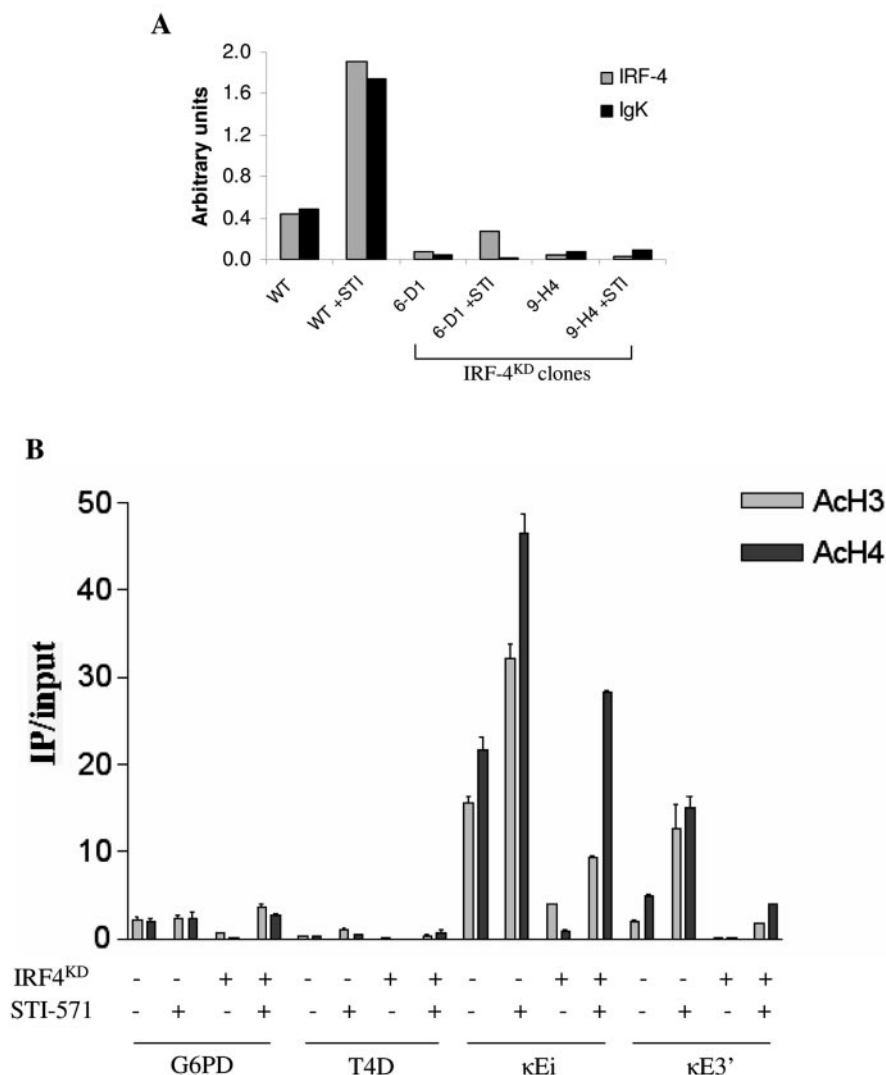 A
2.0
1.6
1.2
0.8
0.4
0.0
Arbitrary units
IRF-4
IgK
WT
WT +STI
6-D1
6-D1 +STI
9-H4
9-H4 +STI
IRF-4KD clones
B
50
40
30
20
10
0
IP/input
AcH3
AcH4
IRF4KD - - + + - - + + - - + + - - + +
STI-571 - + - + - + - + - + - + - + - +
G6PD T4D κEi κE3’